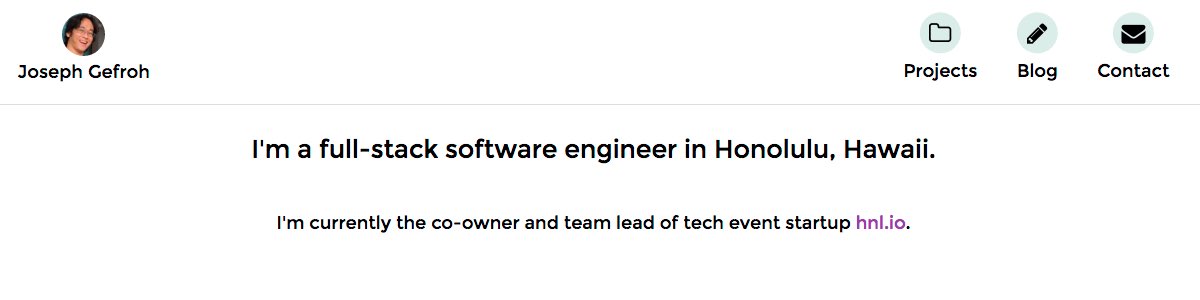 Joseph Gefroh
Projects
Blog
Contact
I'm a full-stack software engineer in Honolulu, Hawaii.
I'm currently the co-owner and team lead of tech event startup hnl.io.